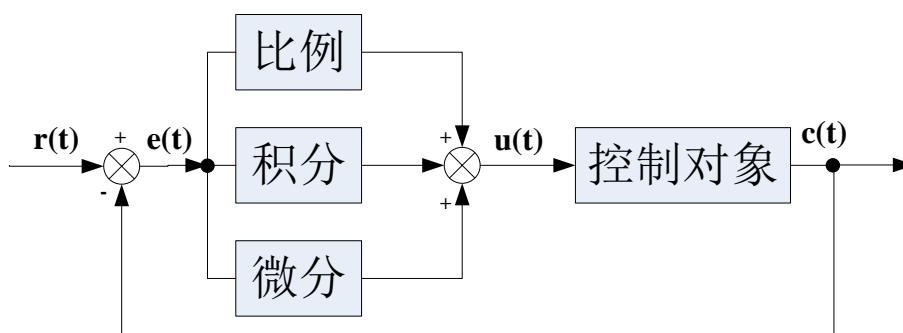 比例
r(t)
+
e(t)
积分
+
u(t)
控制对象
c(t)
-
+
微分